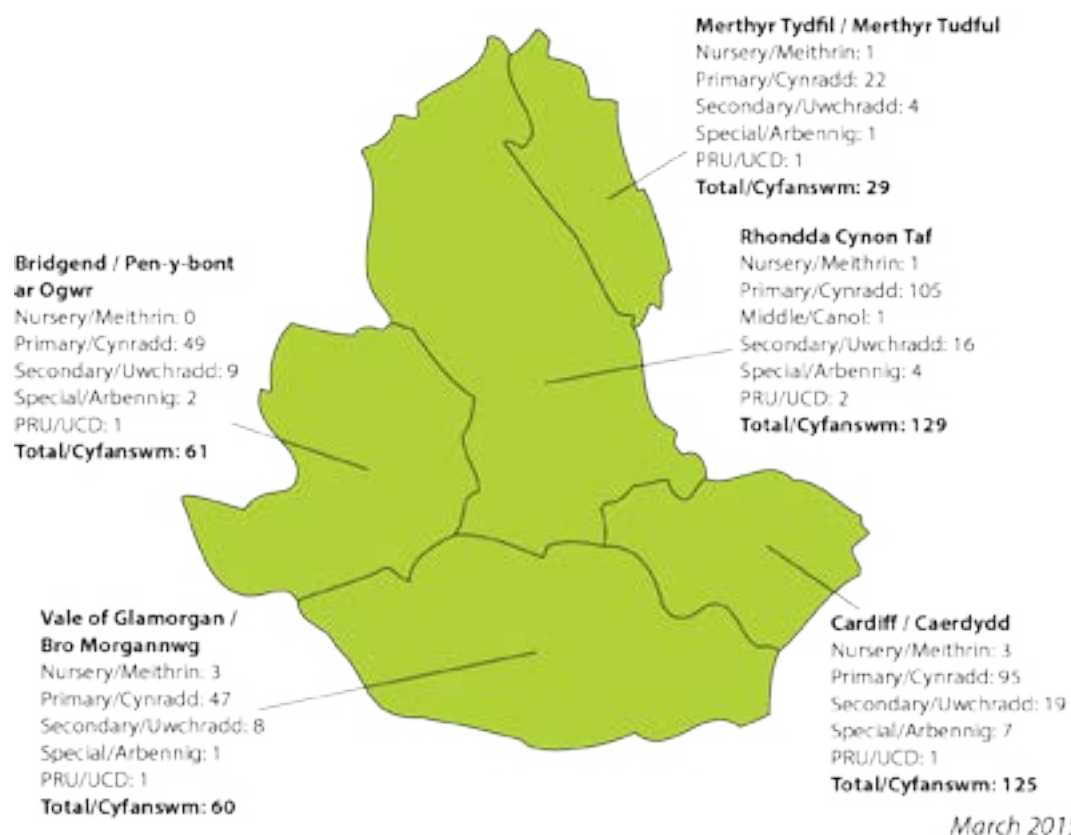 Merthyr Tydfil / Merthyr Tudful
Nursery/Meithrin: 1
Primary/Cynradd: 22
Secondary/Uwchradd: 4
Special/Arbennig: 1
PRU/UCD: 1
Total/Cyfanswm: 29
Rhondda Cynon Taf
Nursery/Meithrin: 1
Primary/Cynradd: 105
Middle/Canol: 1
Secondary/Uwchradd: 16
Special/Arbennig: 4
PRU/UCD: 2
Total/Cyfanswm: 129
Bridgend / Pen-y-bont
ar Ogwr
Nursery/Meithrin: 0
Primary/Cynradd: 49
Secondary/Uwchradd: 9
Special/Arbennig: 2
PRU/UCD: 1
Total/Cyfanswm: 61
Vale of Glamorgan /
Bro Morgannwg
Nursery/Meithrin: 3
Primary/Cynradd: 47
Secondary/Uwchradd: 8
Special/Arbennig: 1
PRU/UCD: 1
Total/Cyfanswm: 60
Cardiff / Caerdydd
Nursery/Meithrin: 3
Primary/Cynradd: 95
Secondary/Uwchradd: 19
Special/Arbennig: 7
PRU/UCD: 1
Total/Cyfanswm: 125
March